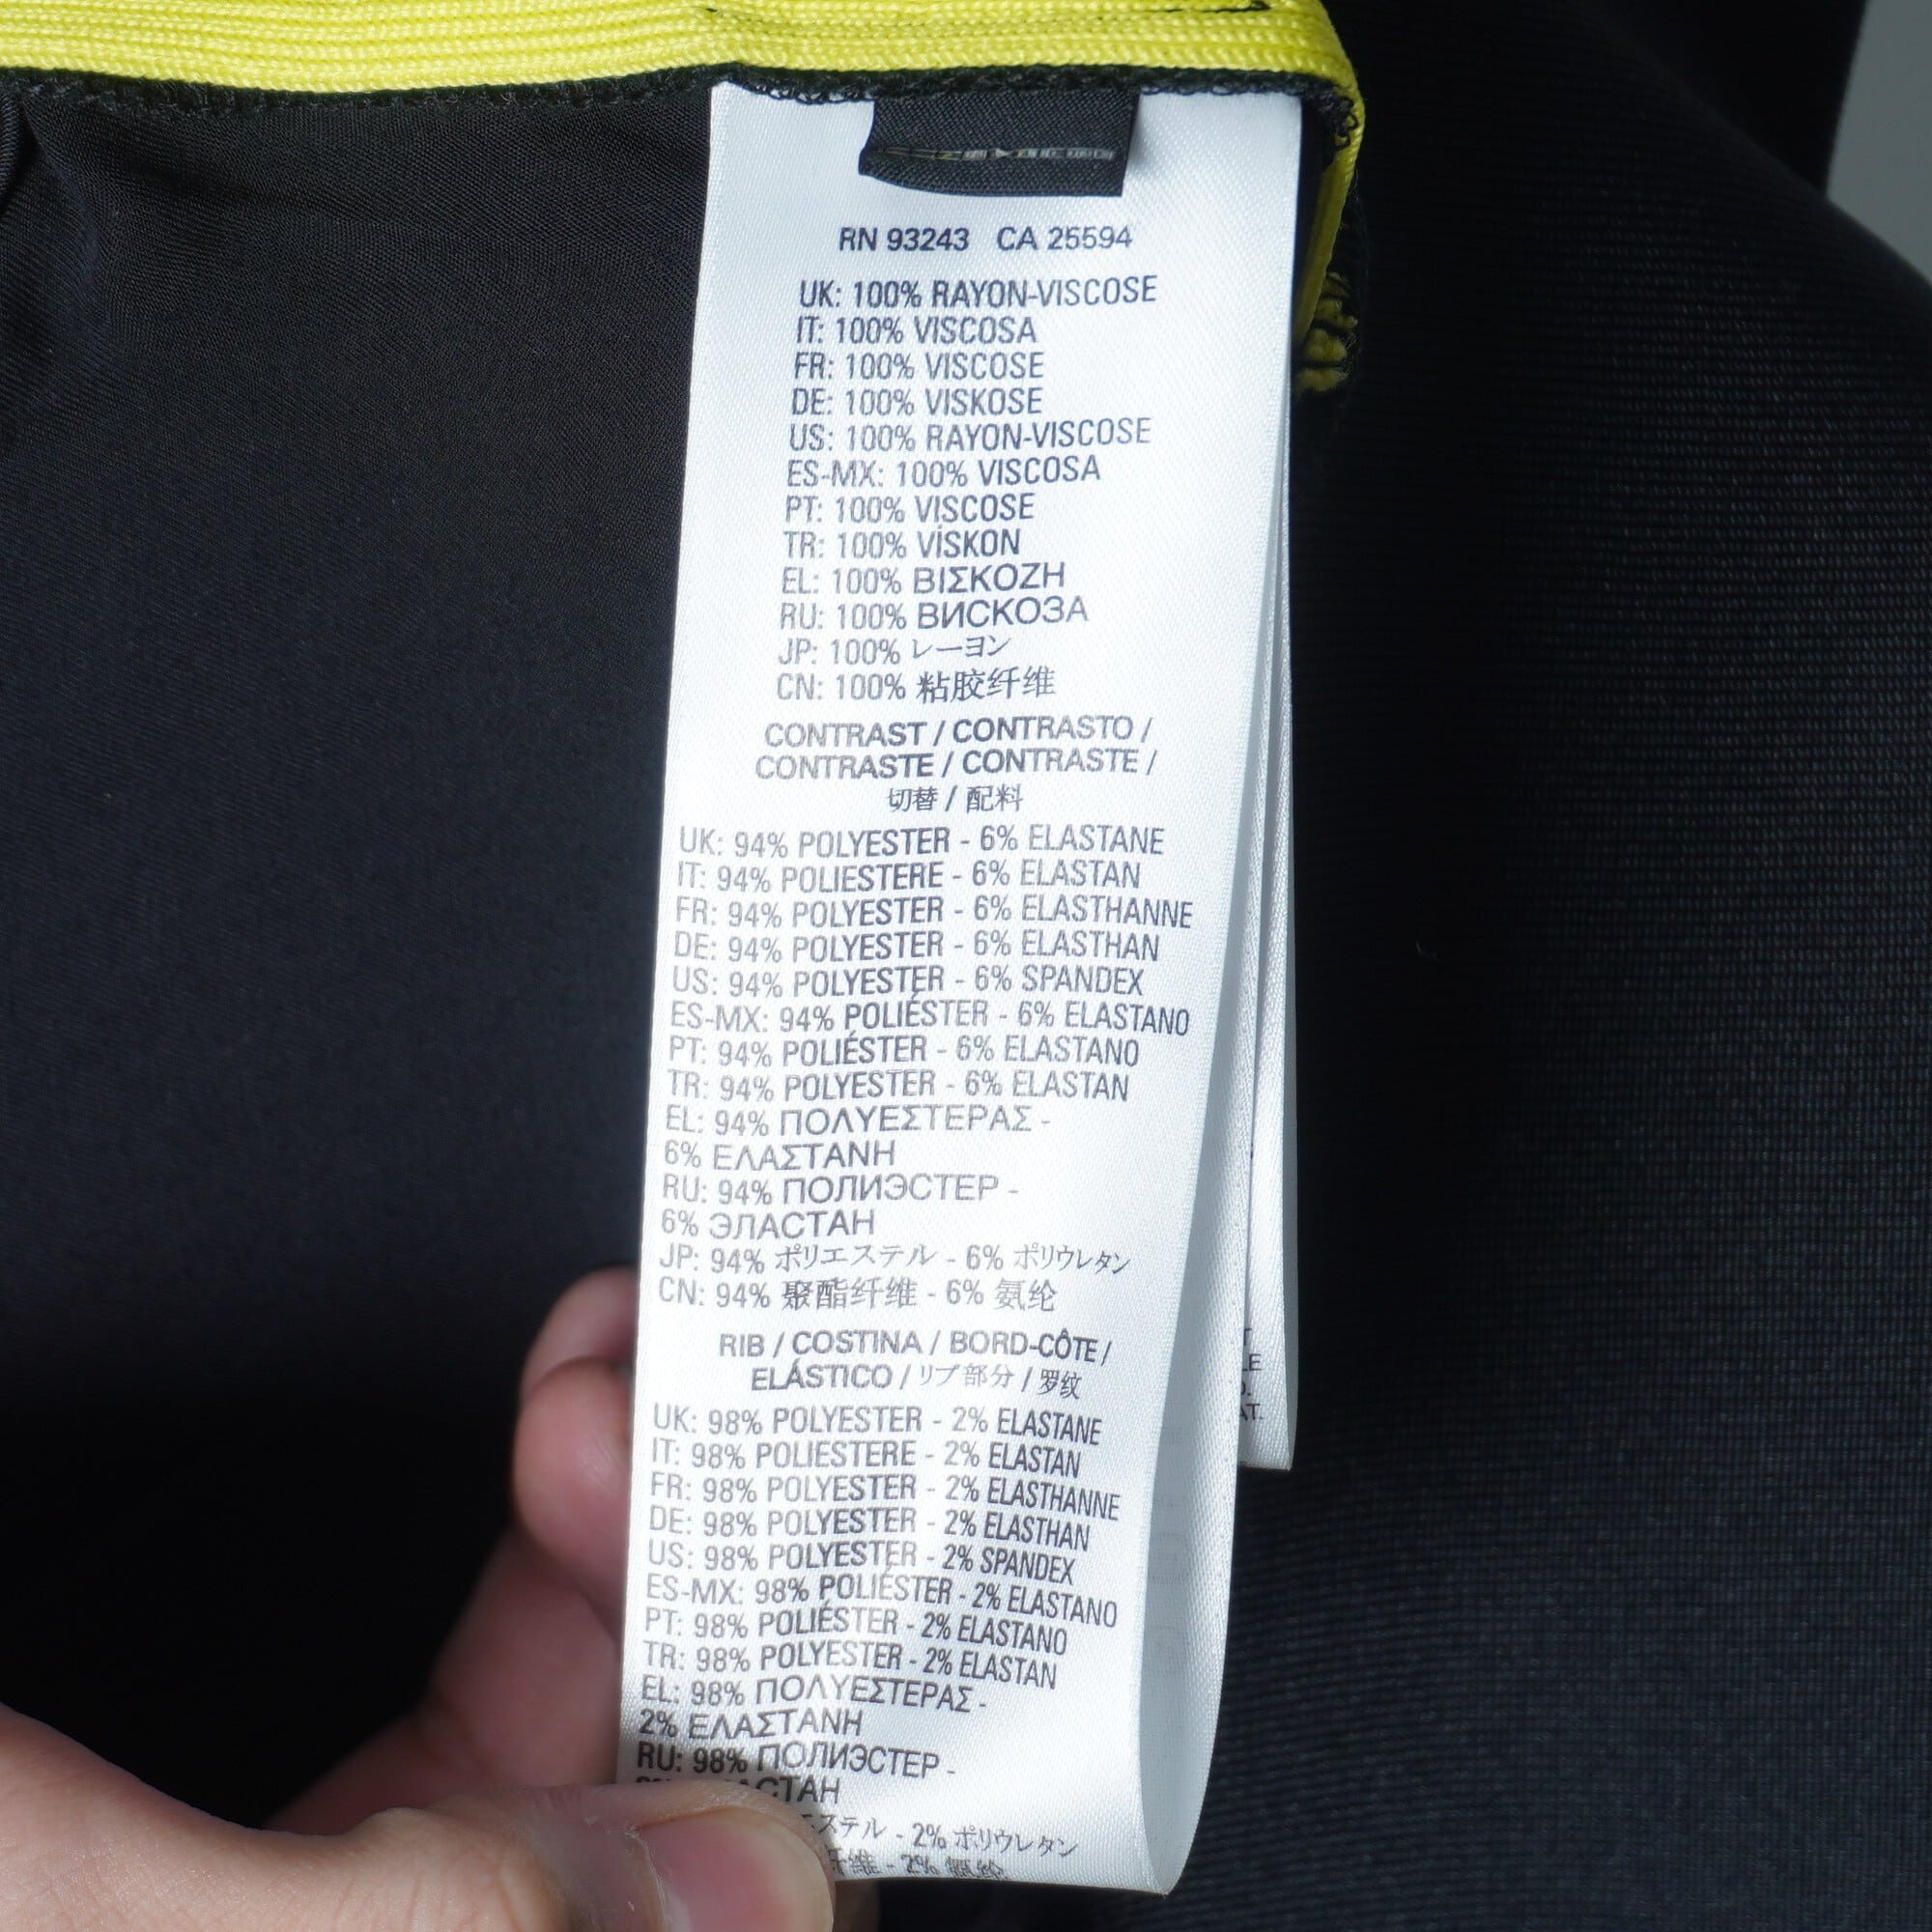 RN 93243 CA 25594
UK: 100% RAYON-VISCOSE
IT: 100% VISCOSA
FR: 100% VISCOSE
DE: 100% VISKOSE
US: 100% RAYON-VISCOSE
ES-MX: 100% VISCOSA
PT: 100% VISCOSE
TR: 100% VİSKON
EL: 100% ΒΙΣΚΟΖΗ
RU: 100% ВИСКОЗА
JP: 100% レーヨン
CN: 100% 粘胶纤维
CONTRAST / CONTRASTO /
CONTRASTE / CONTRASTE /
切替 / 配料
UK: 94% POLYESTER - 6% ELASTANE
IT: 94% POLIESTERE - 6% ELASTAN
FR: 94% POLYESTER - 6% ELASTHANNE
DE: 94% POLYESTER - 6% ELASTHAN
US: 94% POLYESTER - 6% SPANDEX
ES-MX: 94% POLIÉSTER - 6% ELASTANO
PT: 94% POLIÉSTER - 6% ELASTANO
TR: 94% POLYESTER - 6% ELASTAN
EL: 94% ΠΟΛΥΕΣΤΕΡΑΣ -
6% ΕΛΑΣΤΑΝΗ
RU: 94% ПОЛИЭСТЕР -
6% ЭЛАСТАН
JP: 94% ポリエステル - 6% ポリウレタン
CN: 94% 聚酯纤维 - 6% 氨纶
RIB / COSTINA / BORD-CÔTE /
ELÁSTICO / リブ部分 / 罗纹
UK: 98% POLYESTER - 2% ELASTANE
IT: 98% POLIESTERE - 2% ELASTAN
FR: 98% POLYESTER - 2% ELASTHANNE
DE: 98% POLYESTER - 2% ELASTHAN
US: 98% POLYESTER - 2% SPANDEX
ES-MX: 98% POLIÉSTER - 2% ELASTANO
PT: 98% POLIÉSTER - 2% ELASTANO
TR: 98% POLYESTER - 2% ELASTAN
EL: 98% ΠΟΛΥΕΣΤΕΡΑΣ -
2% ΕΛΑΣΤΑΝΗ
RU: 98% ПОЛИЭСТЕР -
СТАН
ステル - 2% ポリウレタン
纤维 - 2% 氨纶